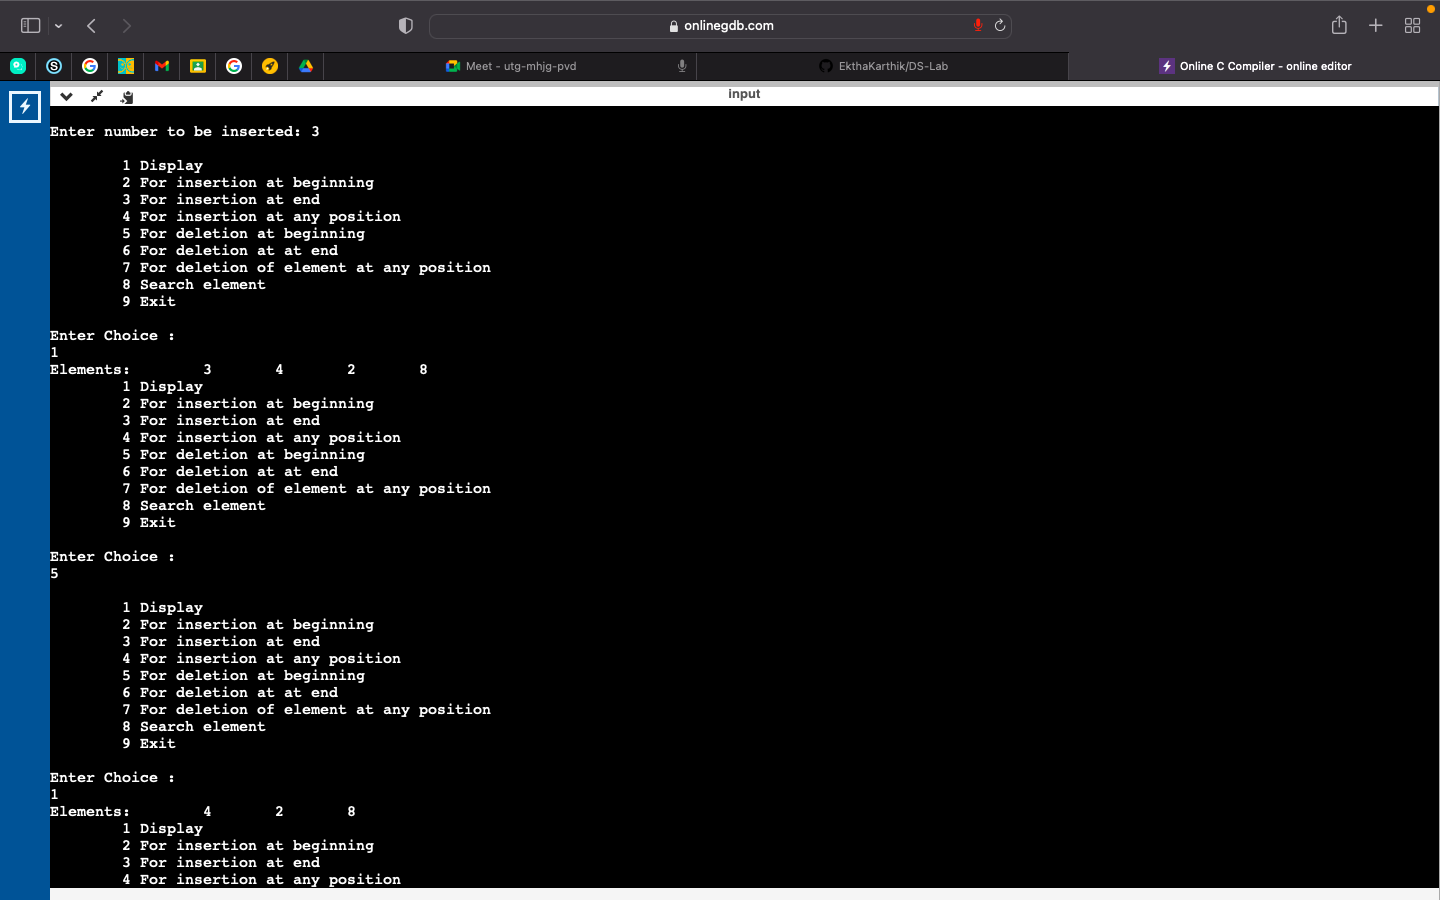 onlinegdb.com
Meet - utg-mhjg-pvd
EkthaKarthik/DS-Lab
Online C Compiler - online editor
input
Enter number to be inserted: 3
1 Display
2 For insertion at beginning
3 For insertion at end
4 For insertion at any position
5 For deletion at beginning
6 For deletion at at end
7 For deletion of element at any position
8 Search element
9 Exit
Enter Choice :
1
Elements: 3 4 2 8
1 Display
2 For insertion at beginning
3 For insertion at end
4 For insertion at any position
5 For deletion at beginning
6 For deletion at at end
7 For deletion of element at any position
8 Search element
9 Exit
Enter Choice :
5
1 Display
2 For insertion at beginning
3 For insertion at end
4 For insertion at any position
5 For deletion at beginning
6 For deletion at at end
7 For deletion of element at any position
8 Search element
9 Exit
Enter Choice :
1
Elements: 4 2 8
1 Display
2 For insertion at beginning
3 For insertion at end
4 For insertion at any position